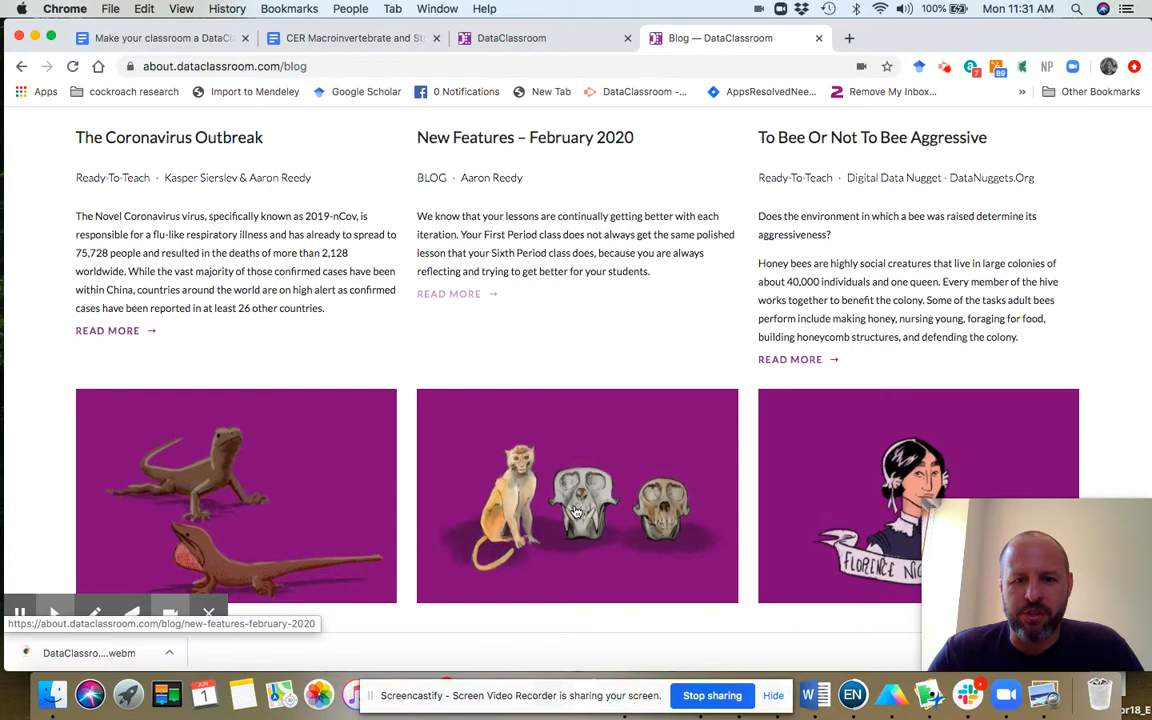 Chrome File Edit View History Bookmarks People Tab Window Help 100% Mon 11:31 AM
Make your classroom a DataCla
CER Macroinvertebrate and Str
DataClassroom
Blog — DataClassroom
about.dataclassroom.com/blog
7
89
NP
Apps cockroach research Import to Mendeley Google Scholar 0 Notifications New Tab DataClassroom -... AppsResolvedNee... Remove My Inbox... » Other Bookmarks
The Coronavirus Outbreak
Ready-To-Teach · Kasper Sierslev & Aaron Reedy
The Novel Coronavirus virus, specifically known as 2019-nCov, is
responsible for a flu-like respiratory illness and has already to spread to
75,728 people and resulted in the deaths of more than 2,128
worldwide. While the vast majority of those confirmed cases have been
within China, countries around the world are on high alert as confirmed
cases have been reported in at least 26 other countries.
READ MORE →
New Features – February 2020
BLOG · Aaron Reedy
We know that your lessons are continually getting better with each
iteration. Your First Period class does not always get the same polished
lesson that your Sixth Period class does, because you are always
reflecting and trying to get better for your students.
READ MORE →
To Bee Or Not To Bee Aggressive
Ready-To-Teach · Digital Data Nugget - DataNuggets.Org
Does the environment in which a bee was raised determine its
aggressiveness?
Honey bees are highly social creatures that live in large colonies of
about 40,000 individuals and one queen. Every member of the hive
works together to benefit the colony. Some of the tasks adult bees
perform include making honey, nursing young, foraging for food,
building honeycomb structures, and defending the colony.
READ MORE →
FLORENCE
https://about.dataclassroom.com/blog/new-features-february-2020
DataClassro....webm
JUN
1
Screencastify - Screen Video Recorder is sharing your screen.
Stop sharing
Hide
W
EN